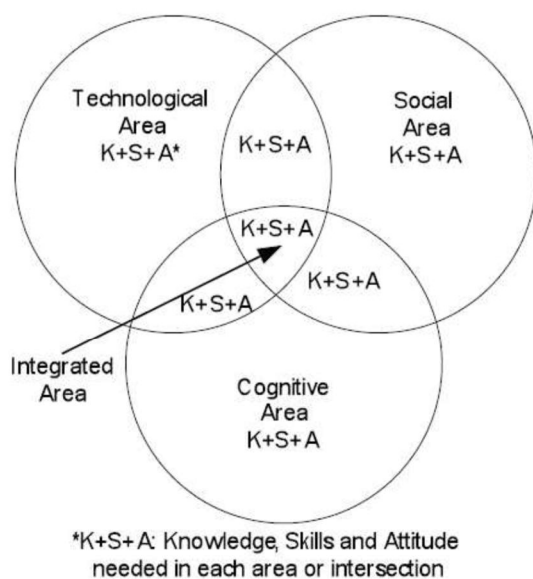 Technological
Area
K+S+A*
Social
Area
K+S+A
K+S+A
K+S+A
K+S+A
K+S+A
Integrated
Area
Cognitive
Area
K+S+A
*K+S+A: Knowledge, Skills and Attitude
needed in each area or intersection